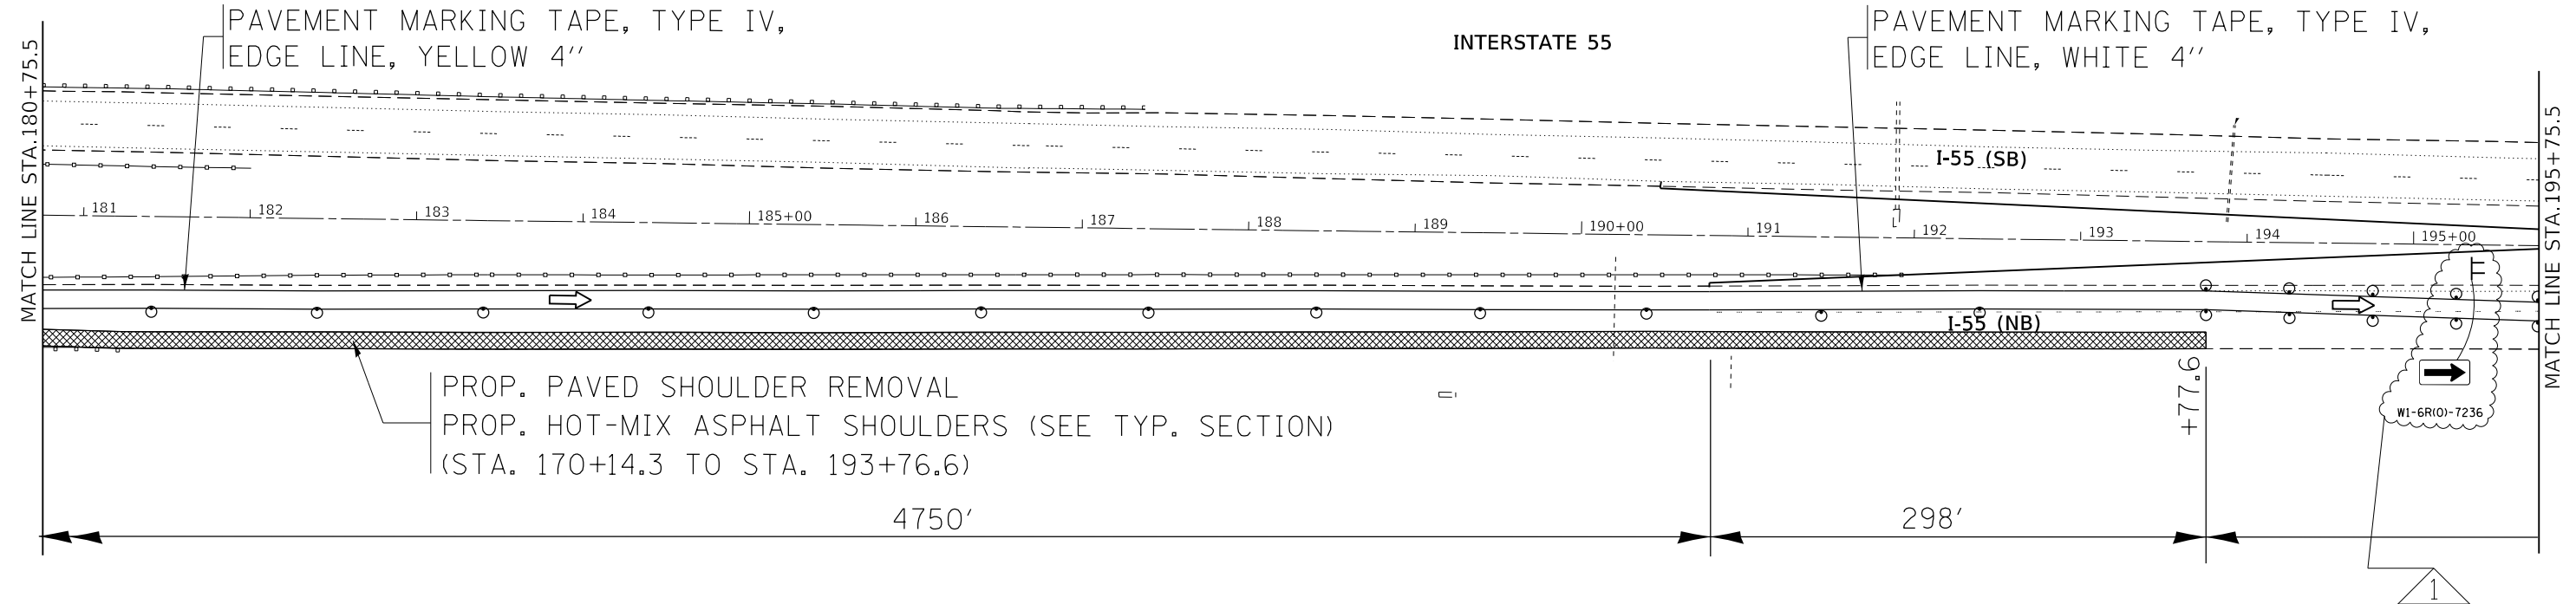 PAVEMENT MARKING TAPE, TYPE IV,
EDGE LINE, YELLOW 4''
INTERSTATE 55
PAVEMENT MARKING TAPE, TYPE IV,
EDGE LINE, WHITE 4''
MATCH LINE STA.180+75.5
MATCH LINE STA.195+75.5
I-55 (SB)
181
182
183
184
185+00
186
187
188
189
190+00
191
192
193
194
195+00
I-55 (NB)
+77.6
W1-6R(O)-7236
PROP. PAVED SHOULDER REMOVAL
PROP. HOT-MIX ASPHALT SHOULDERS (SEE TYP. SECTION)
(STA. 170+14.3 TO STA. 193+76.6)
4750'
298'
1